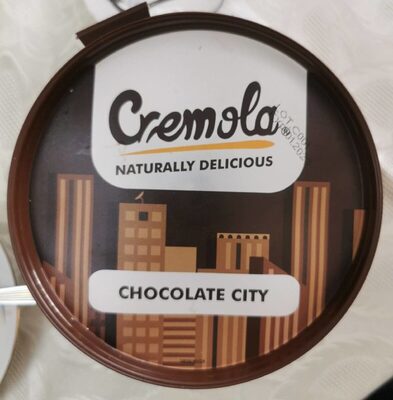 Cremola
NATURALLY DELICIOUS
CHOCOLATE CITY